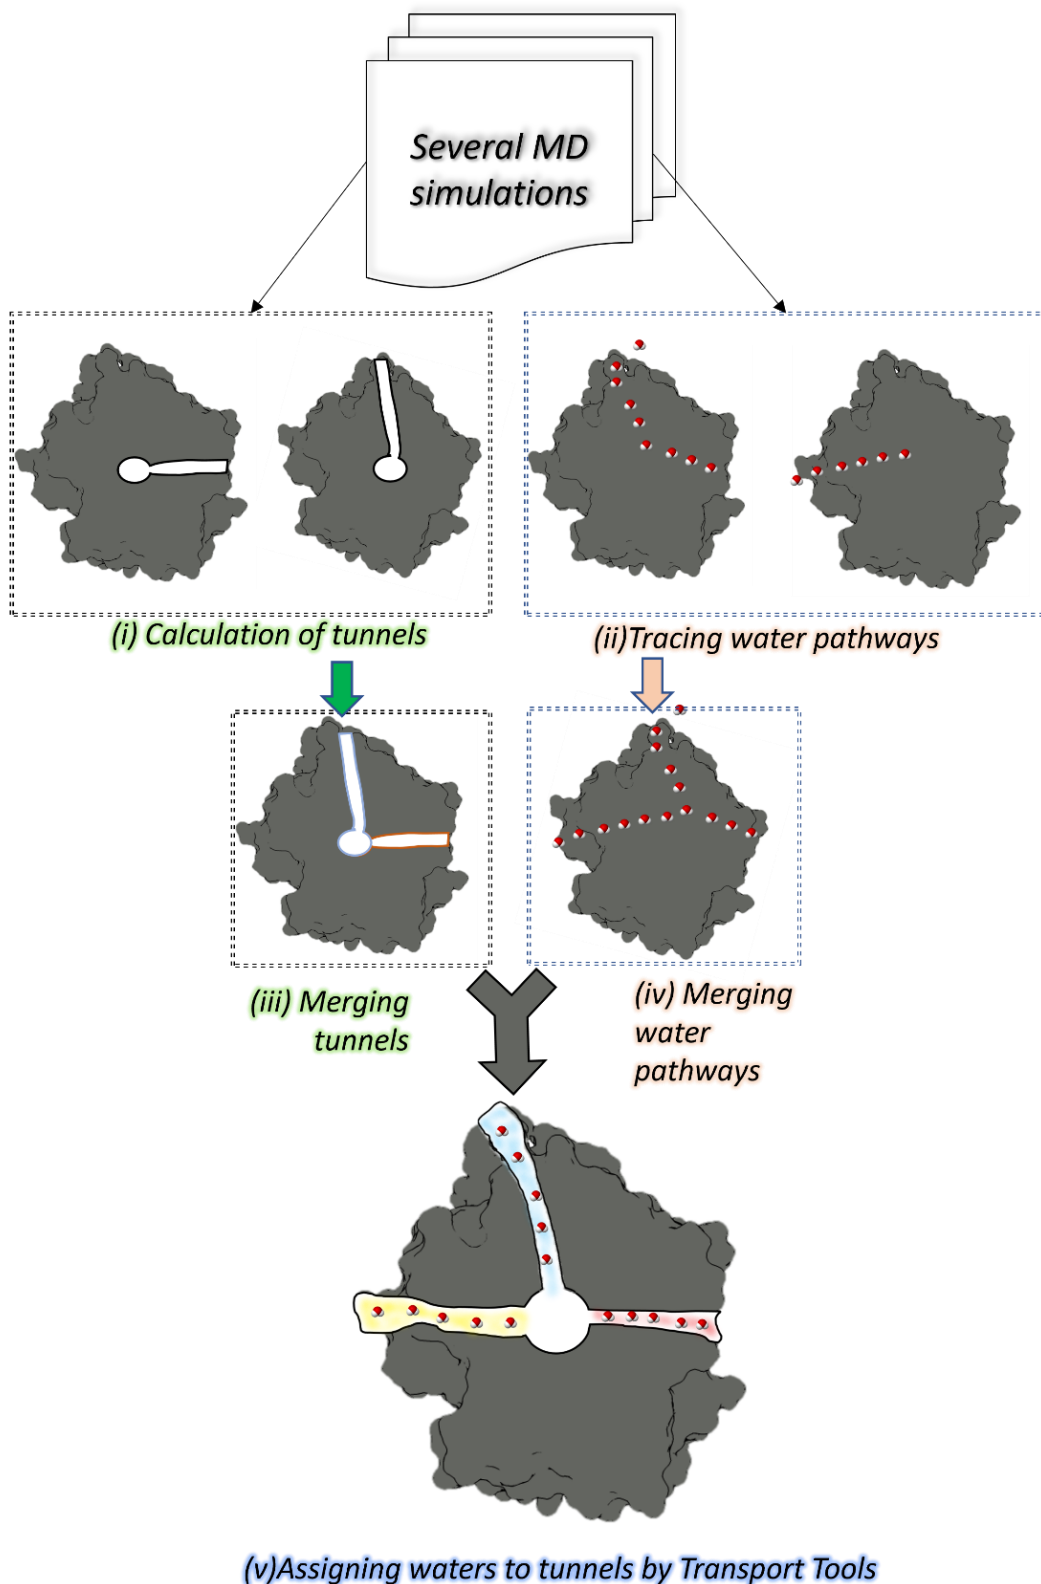 Several MD
simulations
(i) Calculation of tunnels
(ii)Tracing water pathways
(iii) Merging
tunnels
(iv) Merging
water
pathways
(v)Assigning waters to tunnels by Transport Tools